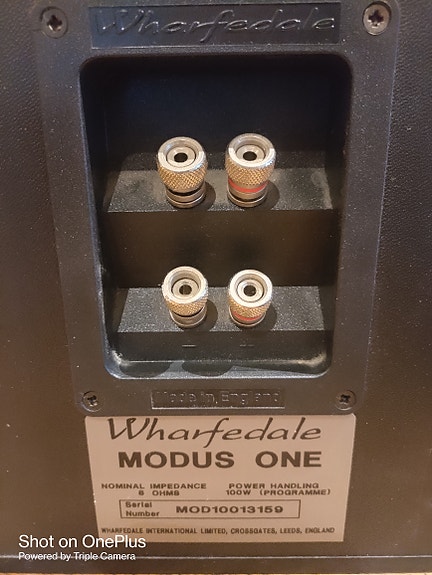 Wharfedale
Made in England
Wharfedale
MODUS ONE
NOMINAL IMPEDANCE POWER HANDLING
8 OHMS 100W (PROGRAMME)
Serial
Number MOD10013159
WHARFEDALE INTERNATIONAL LIMITED, CROSSGATES, LEEDS, ENGLAND
Shot on OnePlus
Powered by Triple Camera